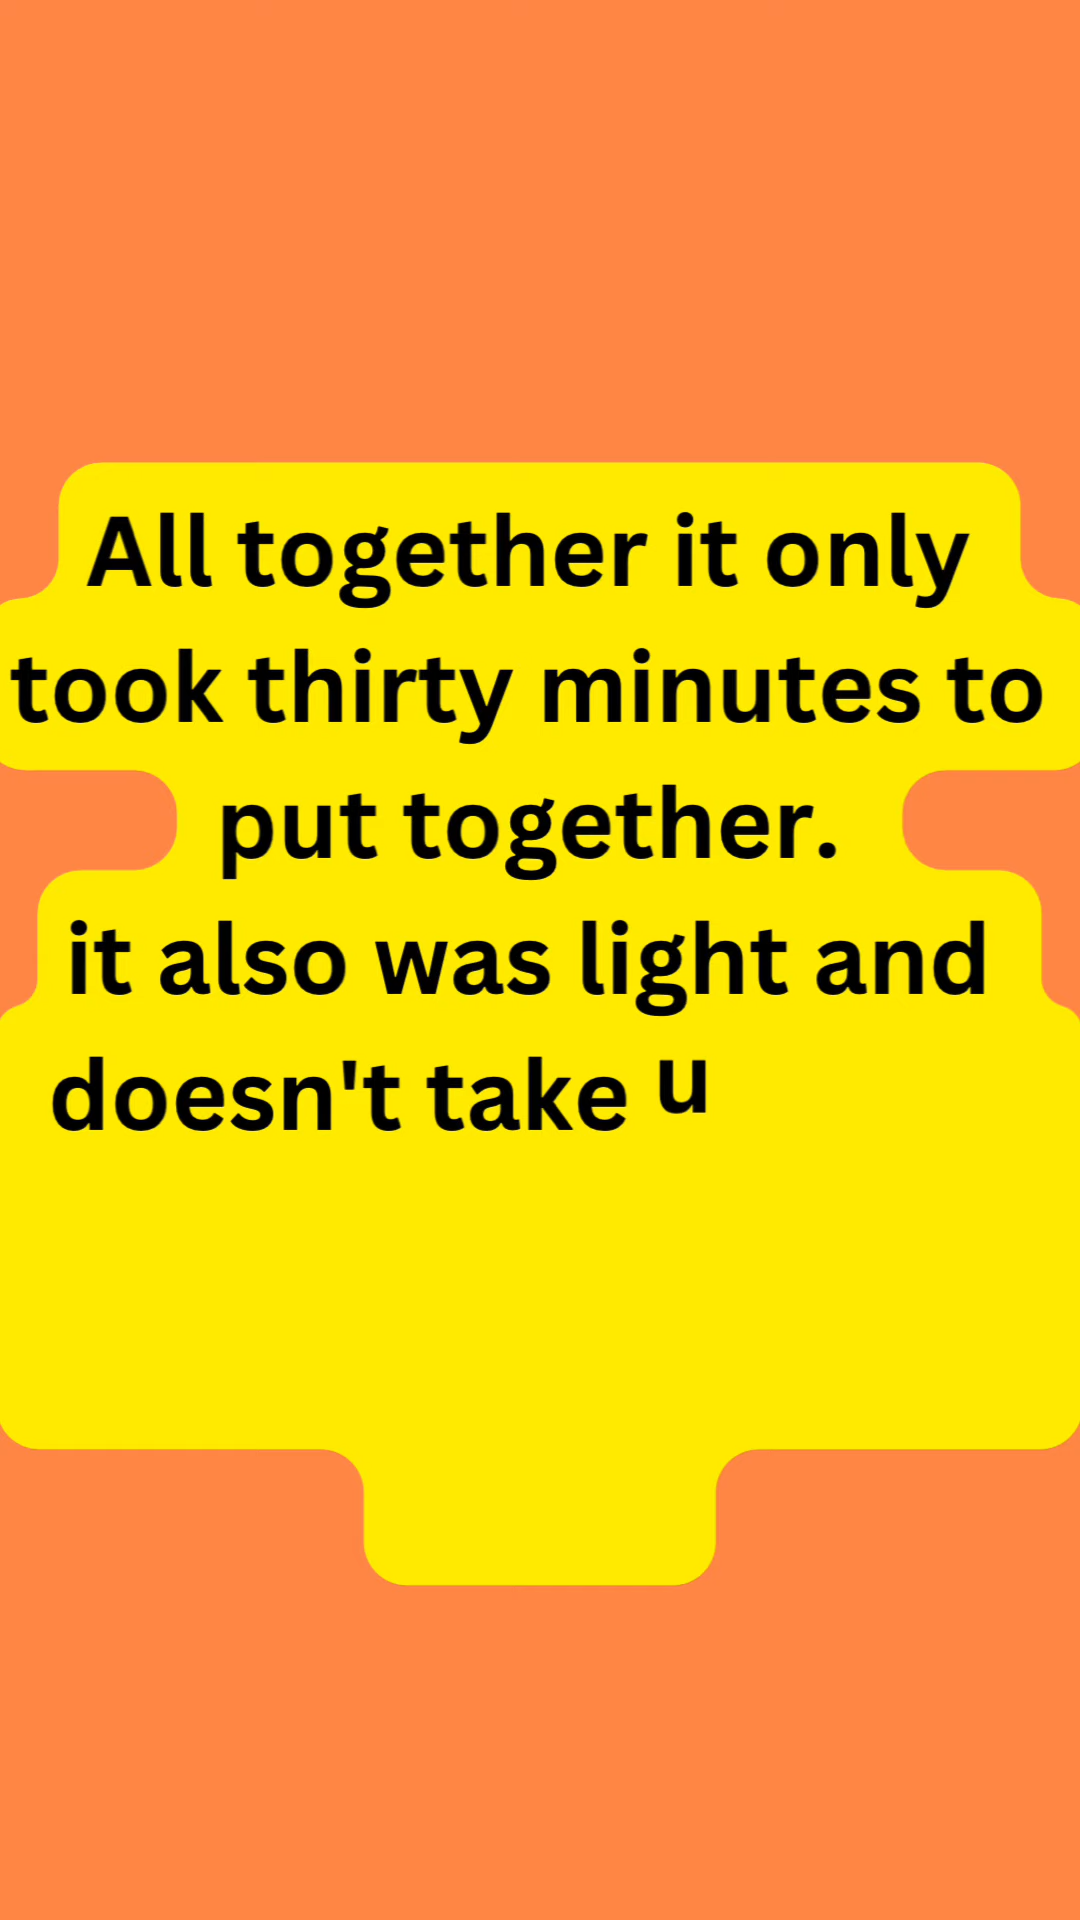 All together it only
took thirty minutes to
put together.
it also was light and
doesn't take u